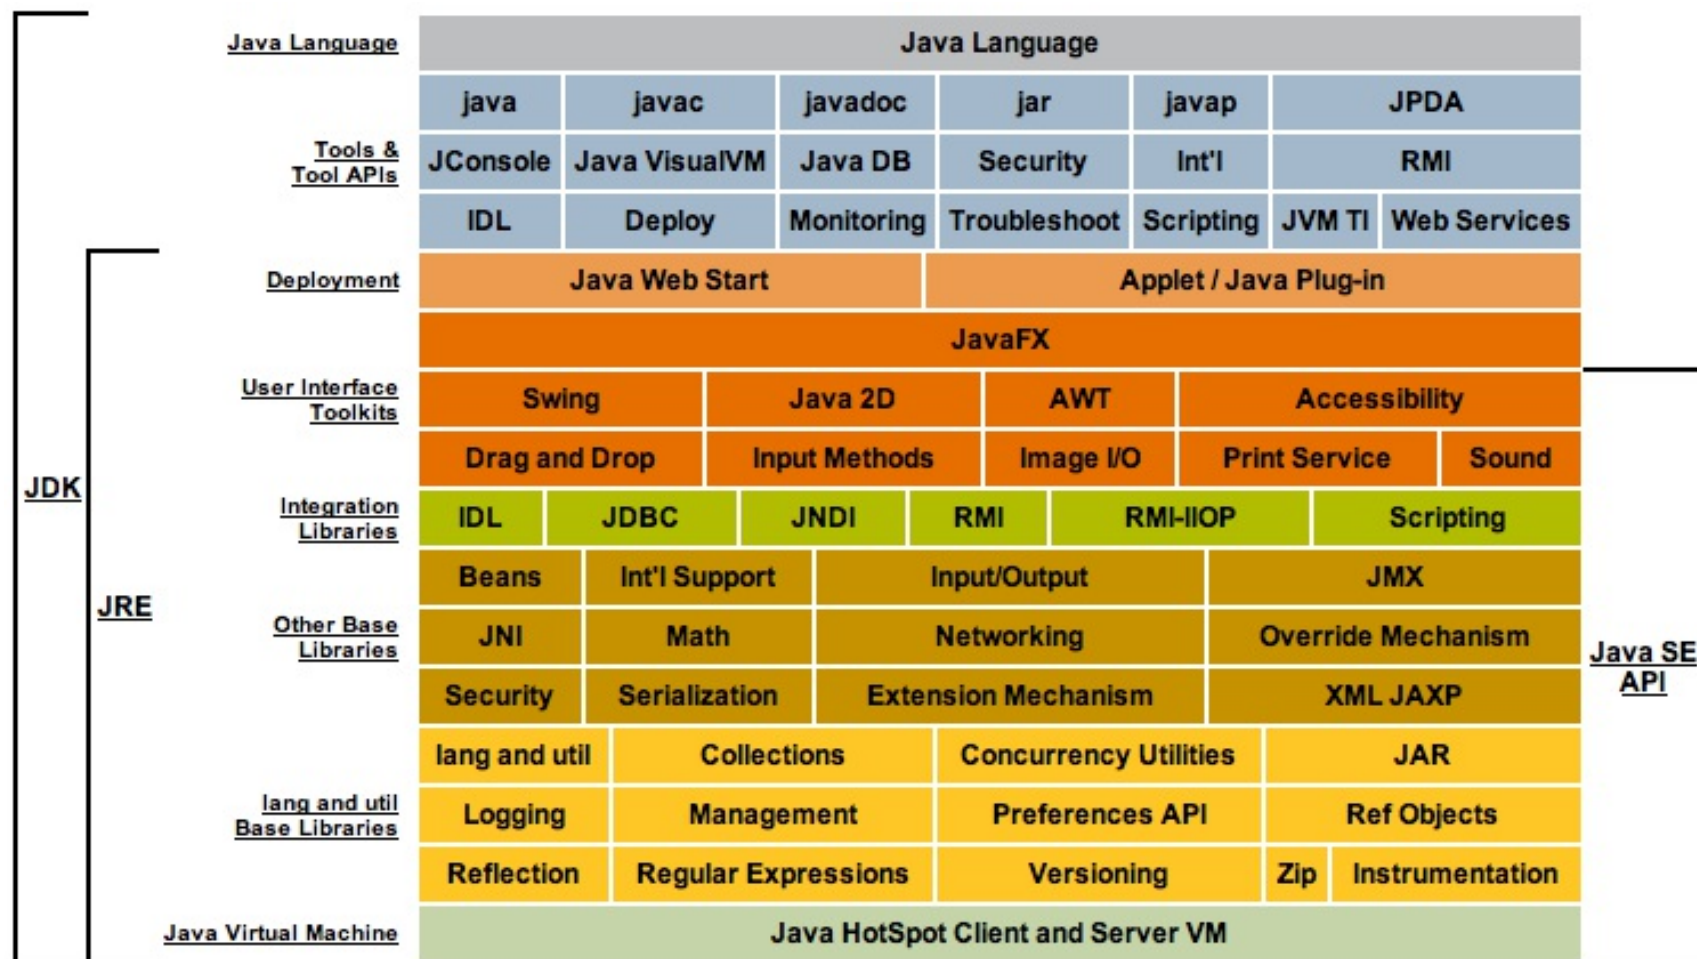 Java Language
Java Language
java javac javadoc jar javap JPDA
Tools &
Tool APIs
JConsole Java VisualVM Java DB Security Int'l RMI
IDL Deploy Monitoring Troubleshoot Scripting JVM TI Web Services
Deployment
Java Web Start Applet / Java Plug-in
JavaFX
User Interface
Toolkits
Swing Java 2D AWT Accessibility
Drag and Drop Input Methods Image I/O Print Service Sound
JDK
Integration
Libraries
IDL JDBC JNDI RMI RMI-IIOP Scripting
Beans Int'l Support Input/Output JMX
JRE
Other Base
Libraries
JNI Math Networking Override Mechanism
Java SE
API
Security Serialization Extension Mechanism XML JAXP
lang and util Collections Concurrency Utilities JAR
lang and util
Base Libraries
Logging Management Preferences API Ref Objects
Reflection Regular Expressions Versioning Zip Instrumentation
Java Virtual Machine
Java HotSpot Client and Server VM